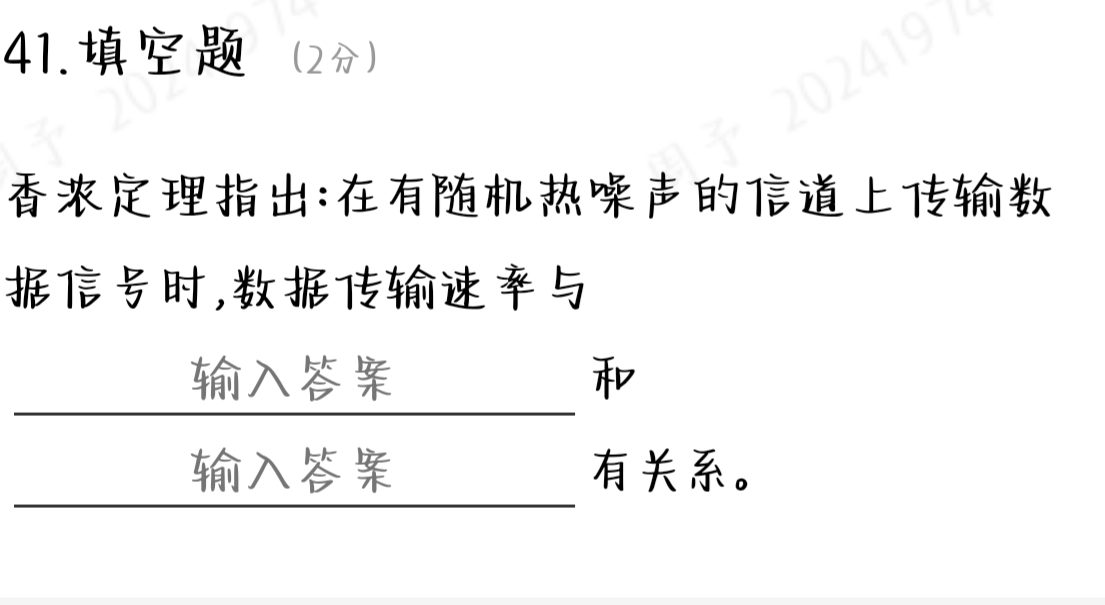 41.填空题 (2分)
香浓定理指出:在有随机热噪声的信道上传输数
据信号时,数据传输速率与
输入答案 和
输入答案 有关系。